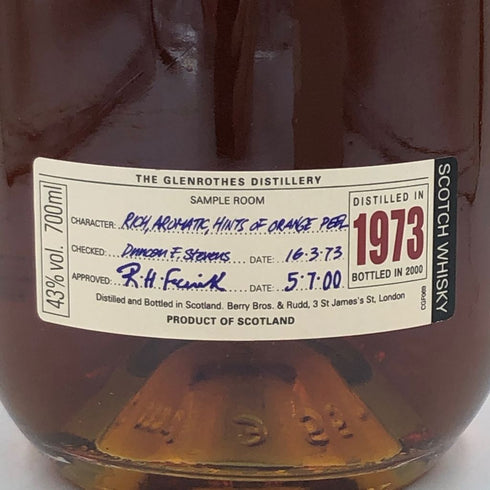 THE GLENROTHES DISTILLERY
SAMPLE ROOM
CHARACTER: RICH, AROMATIC, HINTS OF ORANGE PEEL
CHECKED: Duncan F. Stevens DATE: 16·3·73
APPROVED: R.H. DATE: 5·7·00
Distilled and Bottled in Scotland. Berry Bros. & Rudd, 3 St James's St, London
PRODUCT OF SCOTLAND
43% vol. 700ml
DISTILLED IN
1973
BOTTLED IN 2000
SCOTCH WHISKY